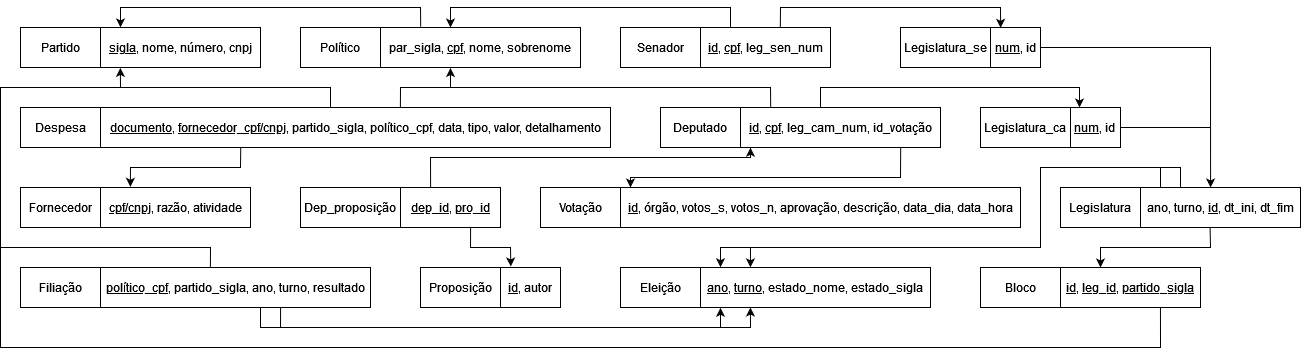 Partido sigla, nome, número, cnpj Político par_sigla, cpf, nome, sobrenome Senador id, cpf, leg_sen_num Legislatura_se num, id
Despesa documento, fornecedor_cpf/cnpj, partido_sigla, político_cpf, data, tipo, valor, detalhamento Deputado id, cpf, leg_cam_num, id_votação Legislatura_ca num, id
Fornecedor cpf/cnpj, razão, atividade Dep_proposição dep_id, pro_id Votação id, órgão, votos_s, votos_n, aprovação, descrição, data_dia, data_hora Legislatura ano, turno, id, dt_ini, dt_fim
Filiação político_cpf, partido_sigla, ano, turno, resultado Proposição id, autor Eleição ano, turno, estado_nome, estado_sigla Bloco id, leg_id, partido_sigla